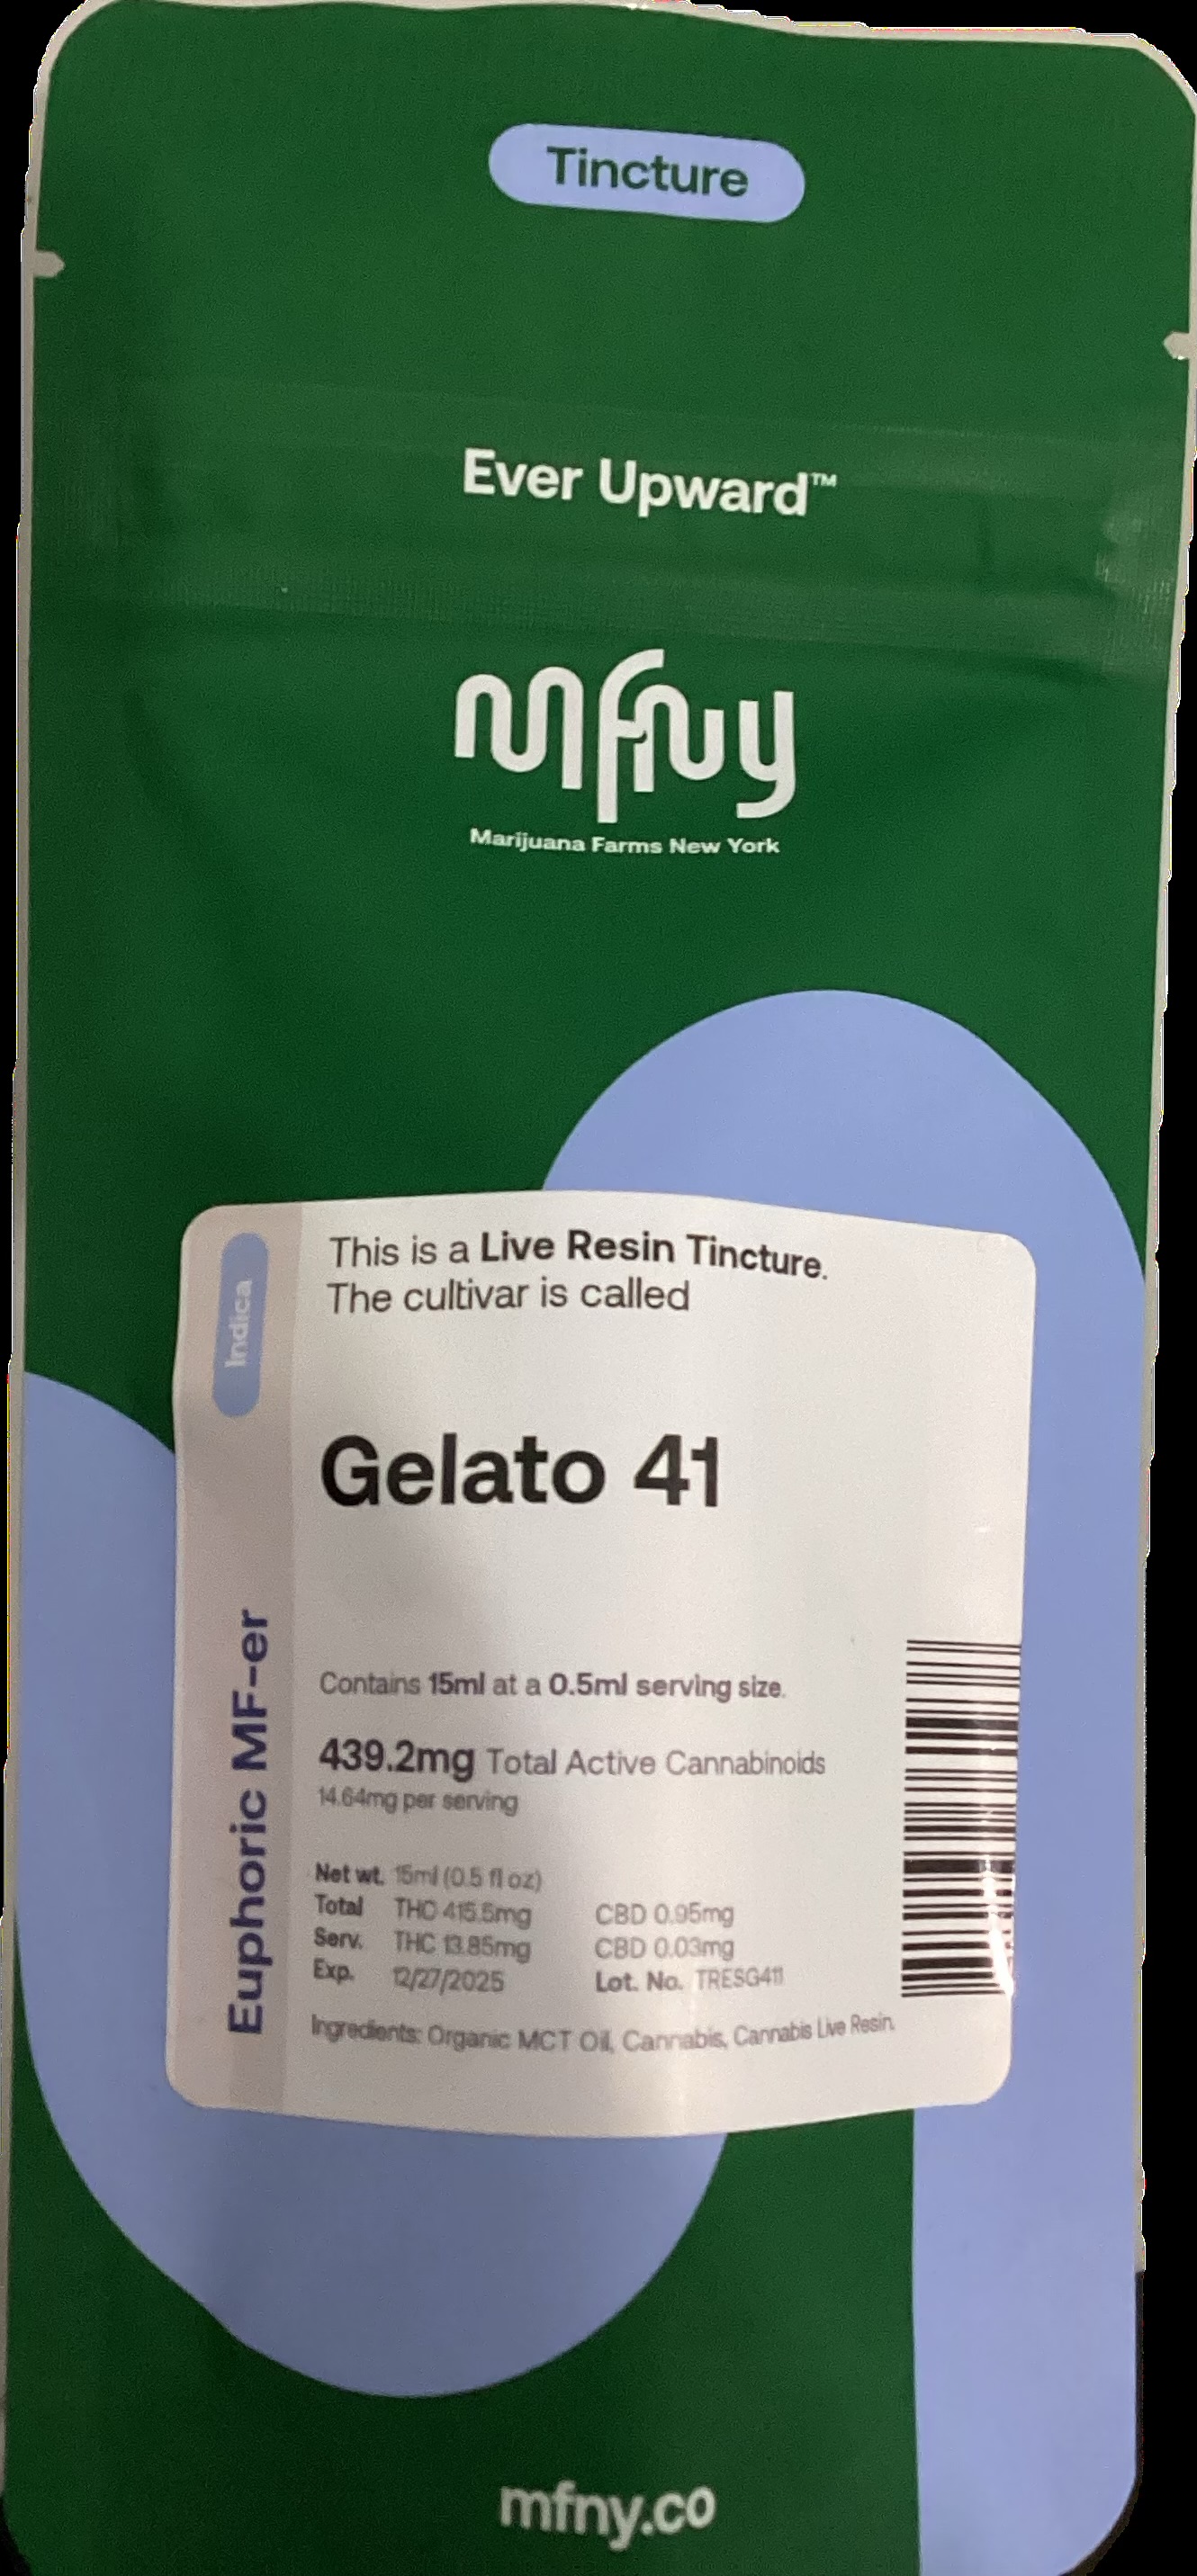 Tincture
Ever Upward™
mfny
Marijuana Farms New York
Indica
Euphoric MF-er
This is a Live Resin Tincture.
The cultivar is called
Gelato 41
Contains 15ml at a 0.5ml serving size.
439.2mg Total Active Cannabinoids
14.64mg per serving
Net wt. 15ml (0.5 fl oz)
Total THC 415.5mg CBD 0.95mg
Serv. THC 13.85mg CBD 0.03mg
Exp. 12/27/2025 Lot. No. TRESG411
Ingredients: Organic MCT Oil, Cannabis, Cannabis Live Resin.
mfny.co